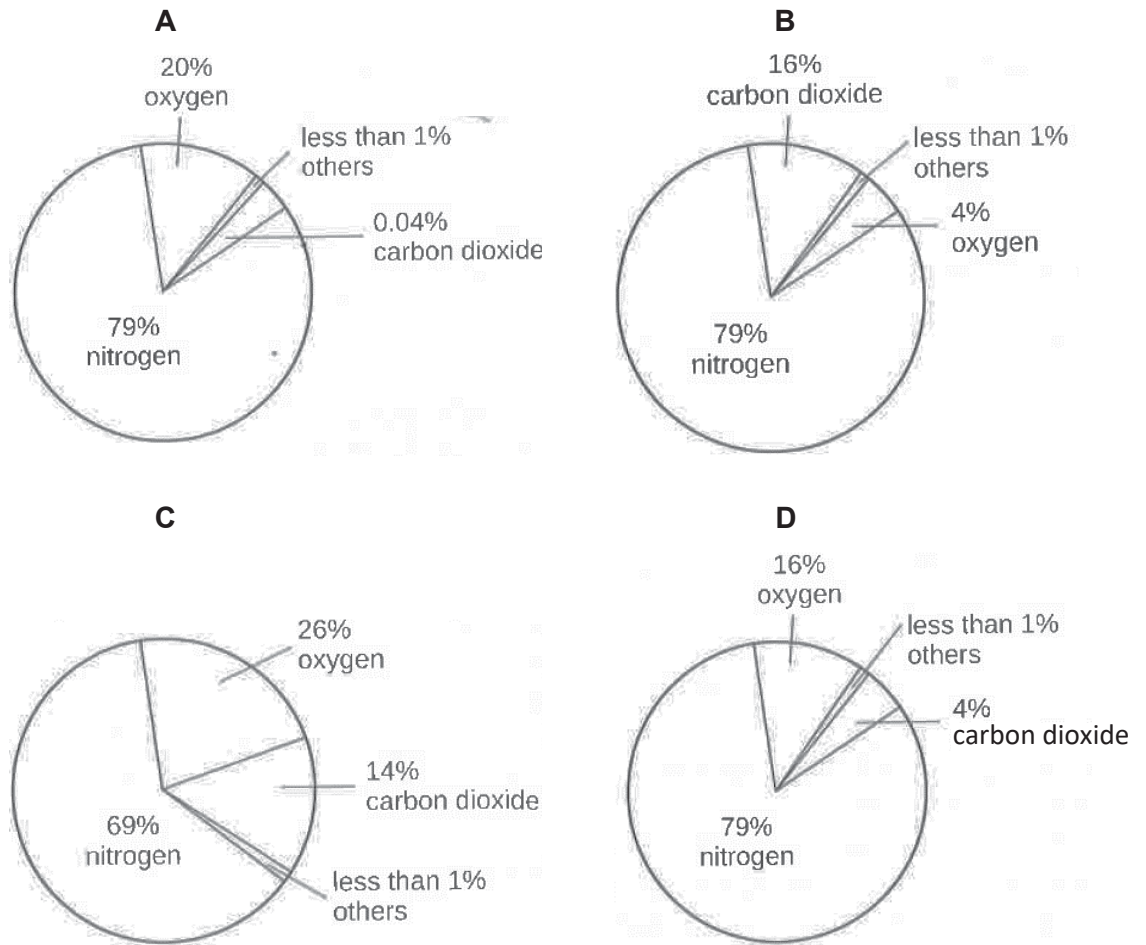 A
20%
oxygen
less than 1%
others
0.04%
carbon dioxide
79%
nitrogen
B
16%
carbon dioxide
less than 1%
others
4%
oxygen
79%
nitrogen
C
26%
oxygen
14%
carbon dioxide
69%
nitrogen
less than 1%
others
D
16%
oxygen
less than 1%
others
4%
carbon dioxide
79%
nitrogen